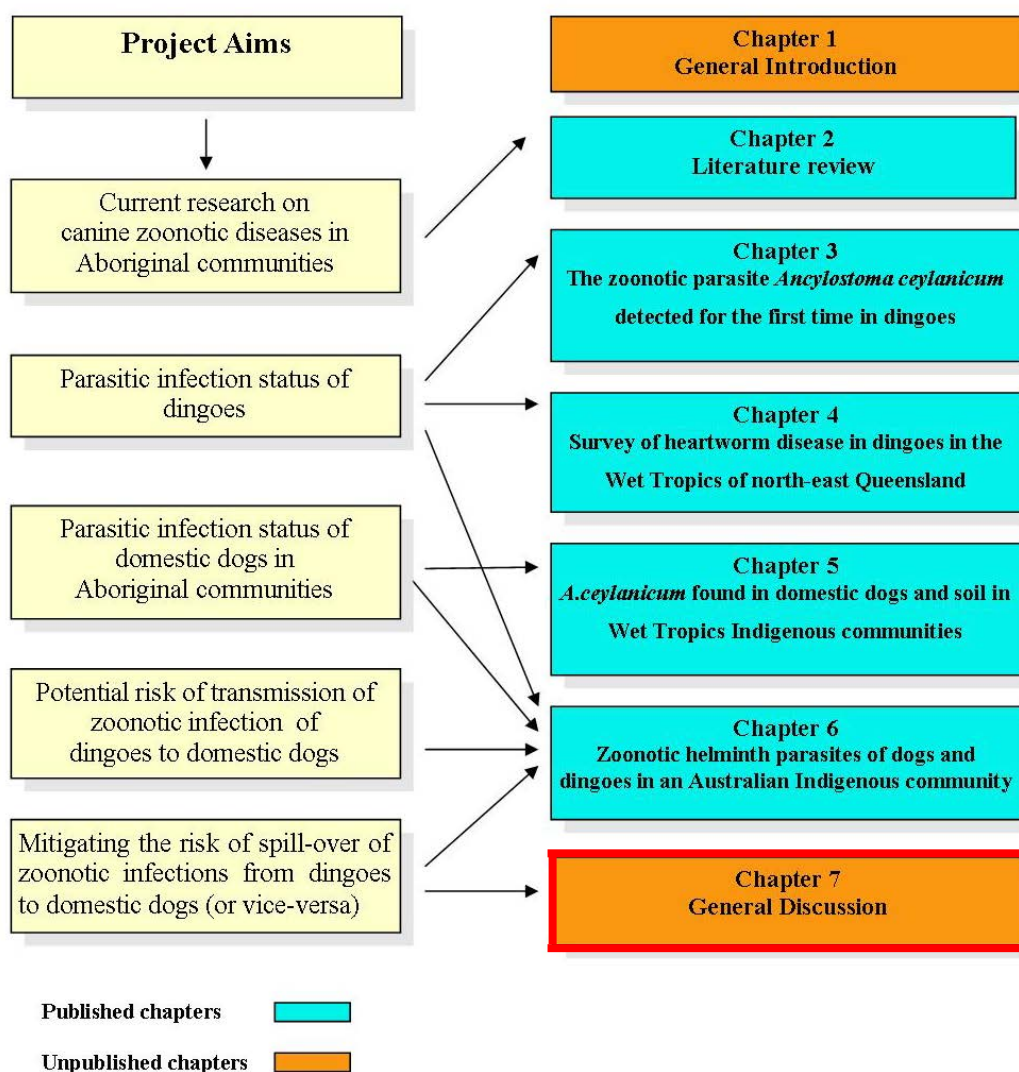 Project Aims
Current research on
canine zoonotic diseases in
Aboriginal communities
Parasitic infection status of
dingoes
Parasitic infection status of
domestic dogs in
Aboriginal communities
Potential risk of transmission of
zoonotic infection of
dingoes to domestic dogs
Mitigating the risk of spill-over of
zoonotic infections from dingoes
to domestic dogs (or vice-versa)
Chapter 1
General Introduction
Chapter 2
Literature review
Chapter 3
The zoonotic parasite Ancylostoma ceylanicum
detected for the first time in dingoes
Chapter 4
Survey of heartworm disease in dingoes in the
Wet Tropics of north-east Queensland
Chapter 5
A.ceylanicum found in domestic dogs and soil in
Wet Tropics Indigenous communities
Chapter 6
Zoonotic helminth parasites of dogs and
dingoes in an Australian Indigenous community
Chapter 7
General Discussion
Published chapters
Unpublished chapters